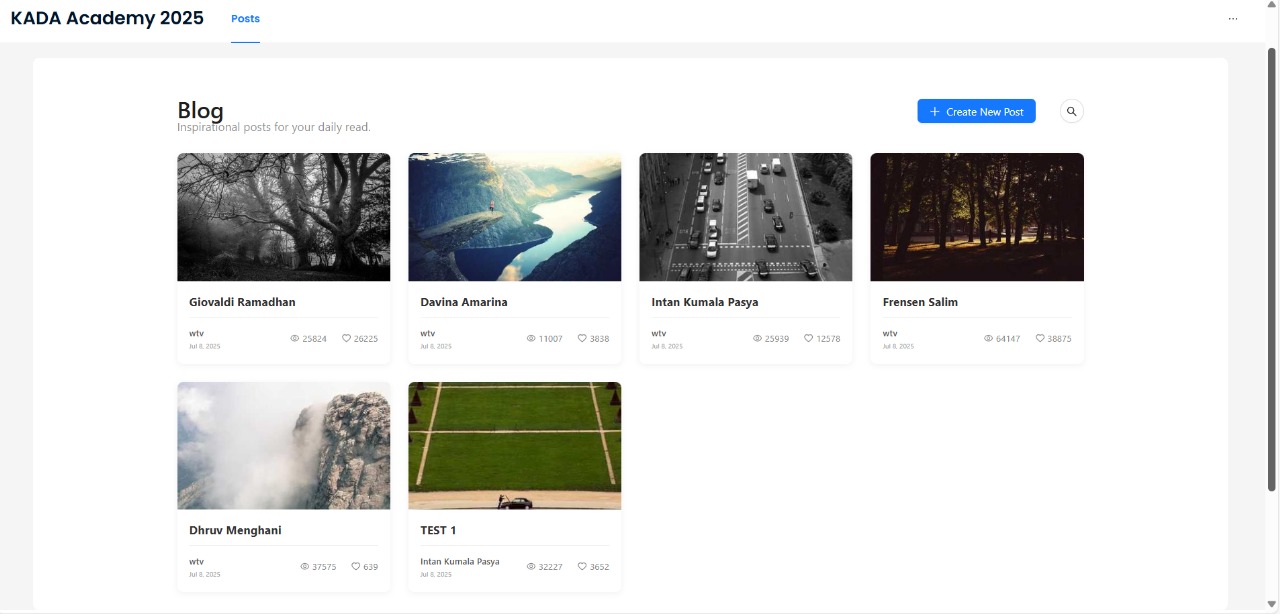 KADA Academy 2025 Posts ...
Blog
Create New Post
Inspirational posts for your daily read.
Giovaldi Ramadhan
wtv
25824 26225
Jul 8, 2025
Davina Amarina
wtv
11007 3838
Jul 8, 2025
Intan Kumala Pasya
wtv
25939 12578
Jul 8, 2025
Frensen Salim
wtv
64147 38875
Jul 8, 2025
Dhruv Menghani
wtv
37575 639
Jul 8, 2025
TEST 1
Intan Kumala Pasya
32227 3652
Jul 8, 2025